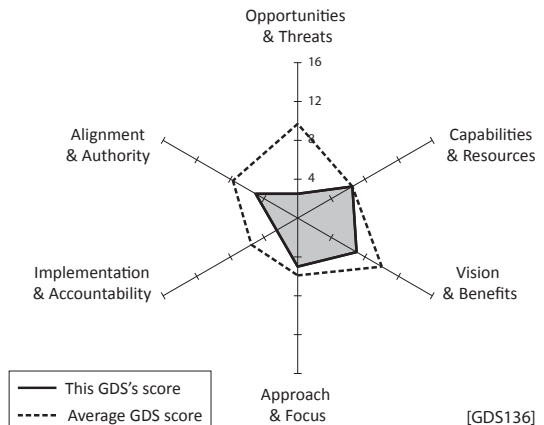 Opportunities
& Threats
16
12
8
4
Alignment
& Authority
Capabilities
& Resources
Implementation
& Accountability
Vision
& Benefits
Approach
& Focus
This GDS's score
Average GDS score
[GDS136]